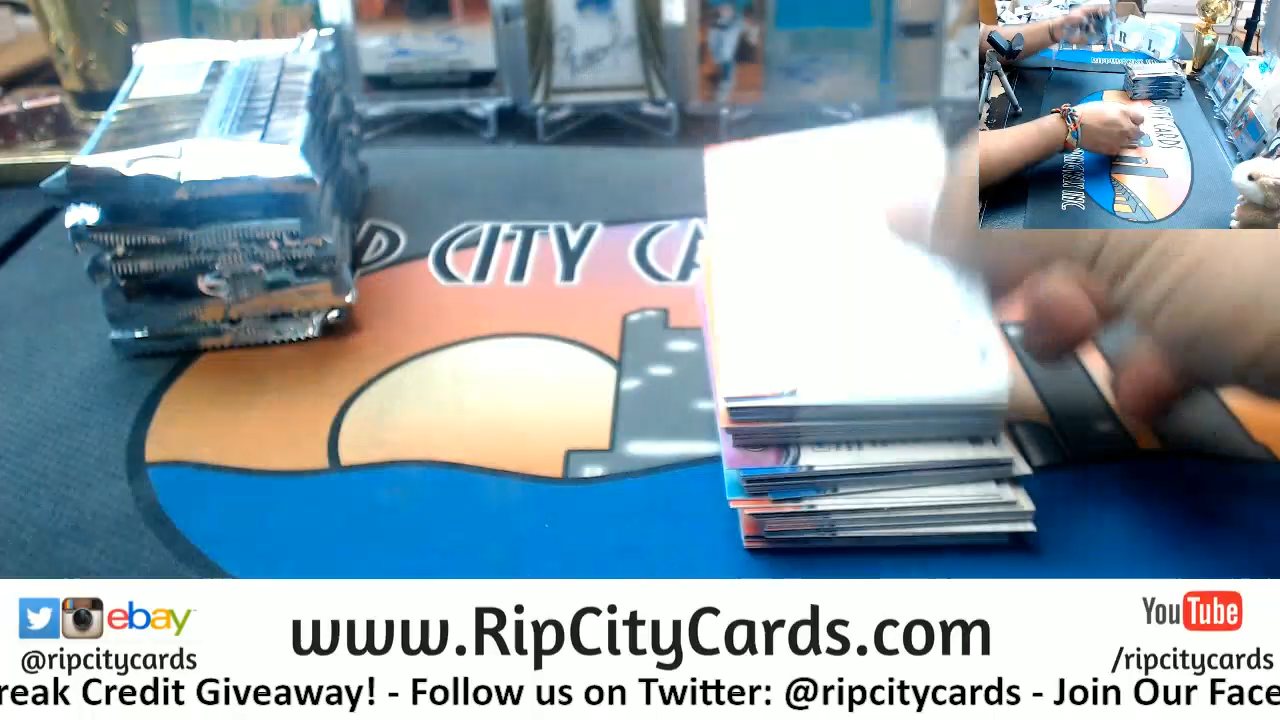 CITY
ebay
@ripcitycards
www.RipCityCards.com
YouTube
/ripcitycards
reak Credit Giveaway! - Follow us on Twitter: @ripcitycards - Join Our Face